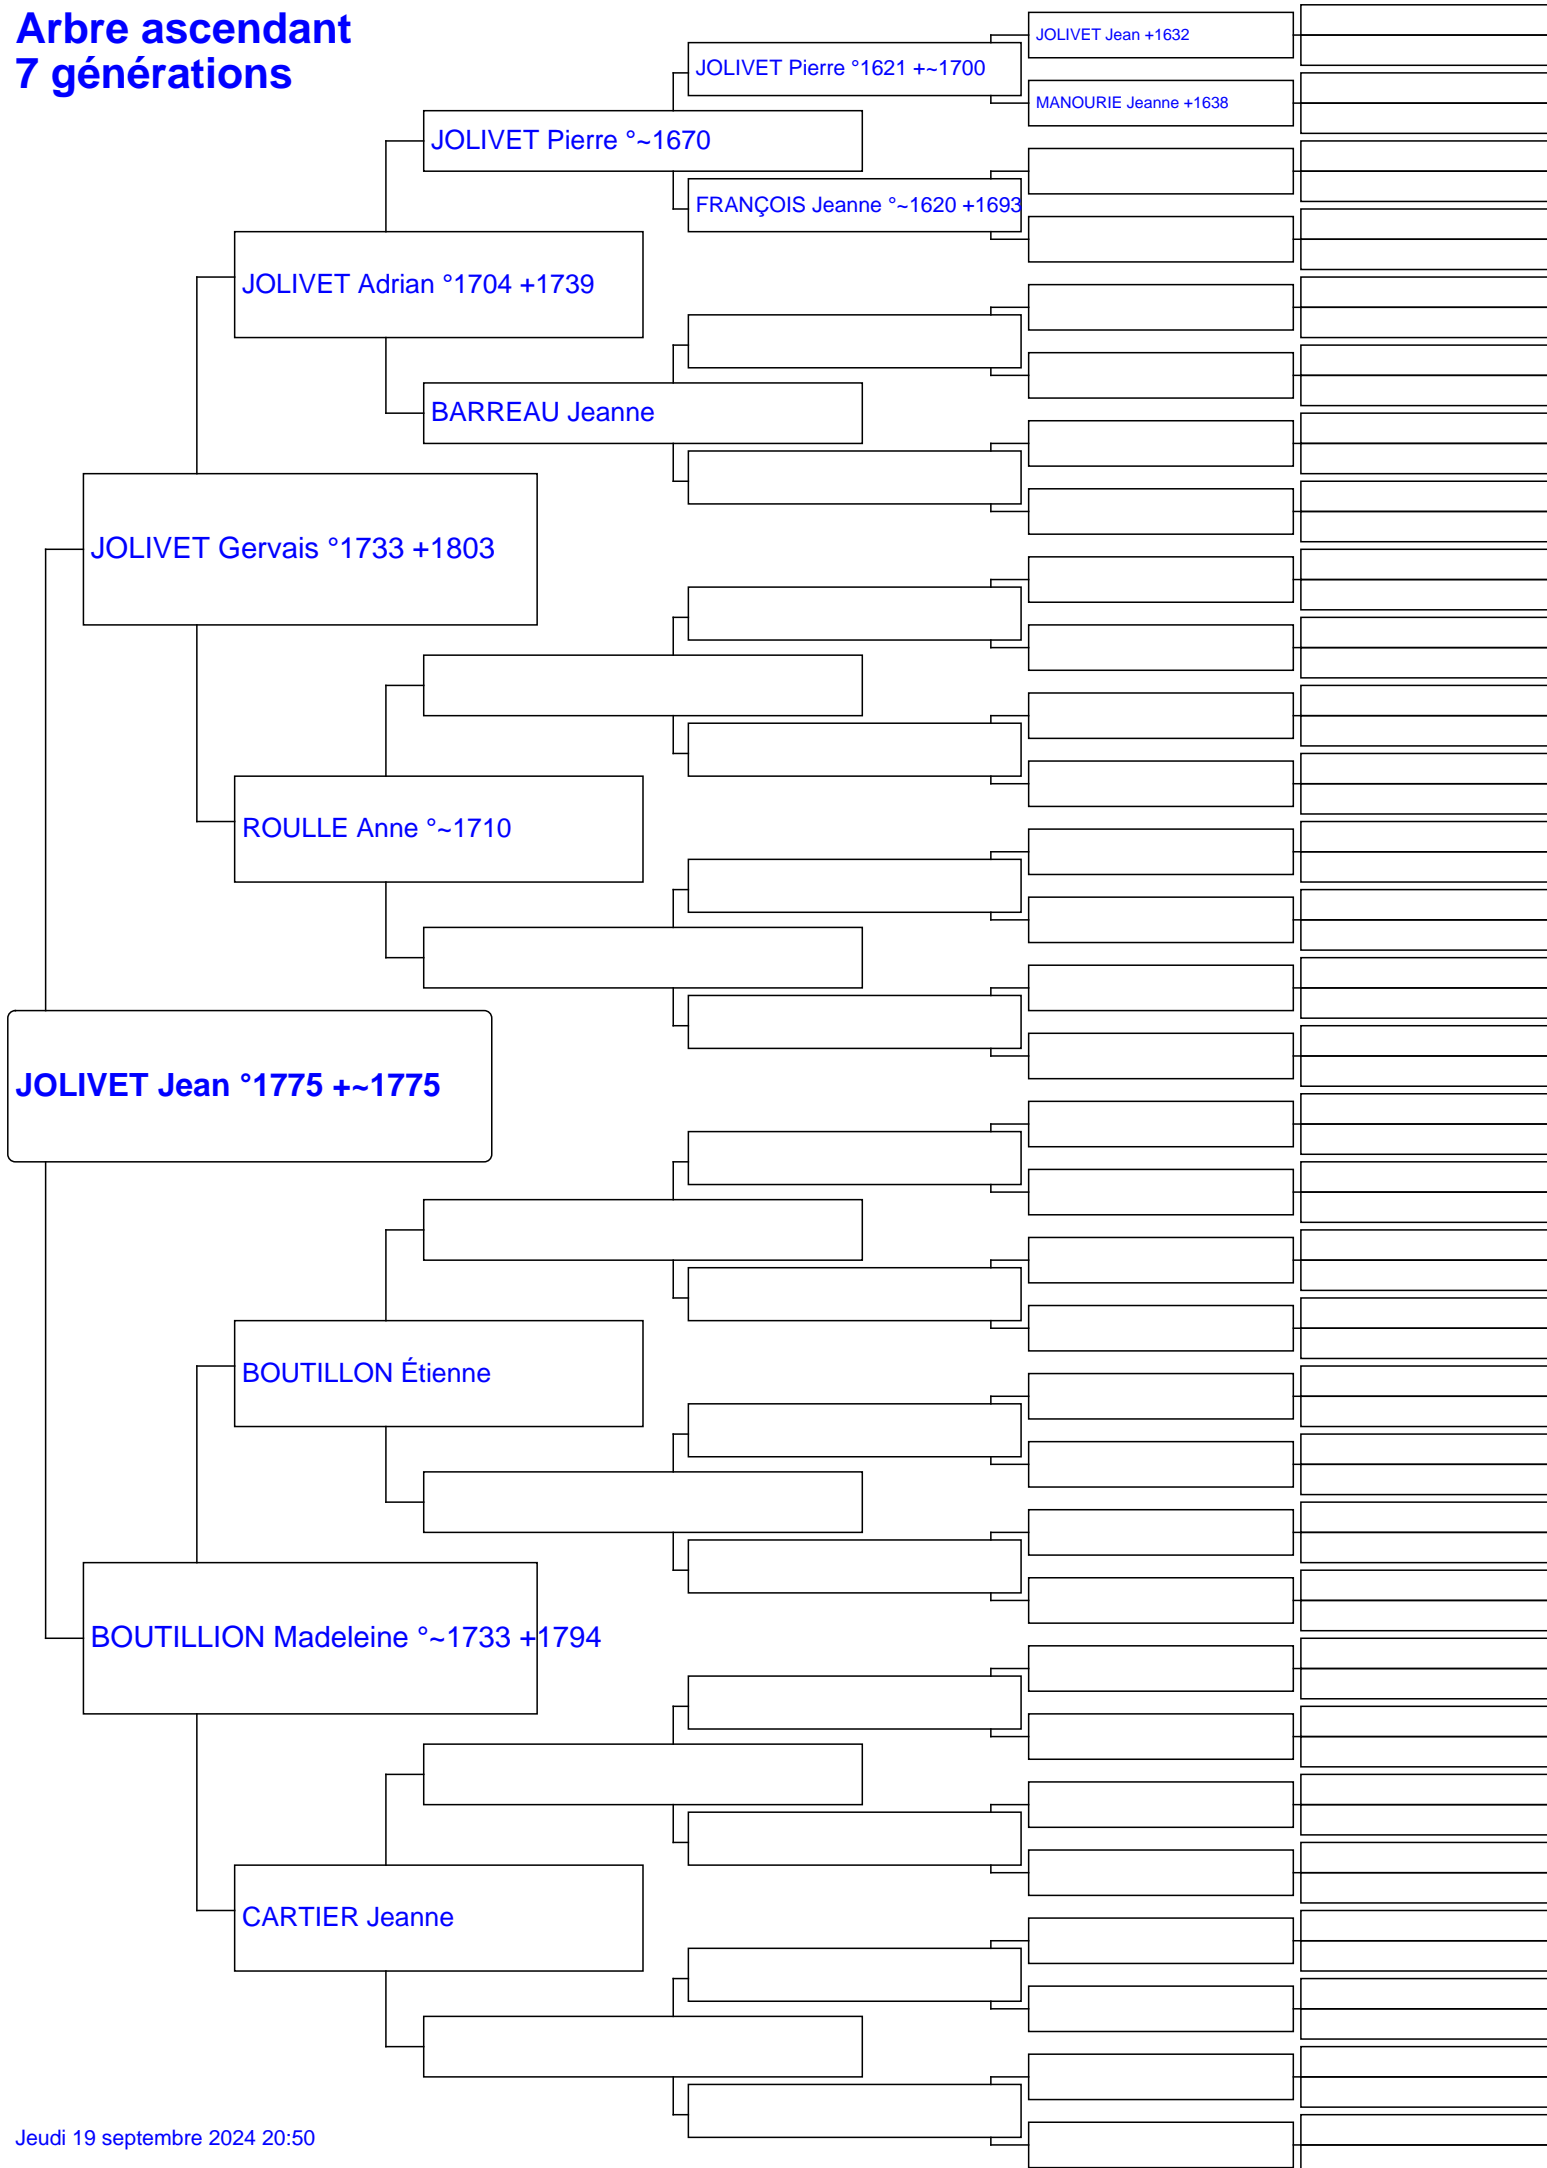 Arbre ascendant
7 générations
JOLIVET Jean +1632
JOLIVET Pierre °1621 +~1700
MANOURIE Jeanne +1638
JOLIVET Pierre °~1670
FRANÇOIS Jeanne °~1620 +1693
JOLIVET Adrian °1704 +1739
BARREAU Jeanne
JOLIVET Gervais °1733 +1803
ROULLE Anne °~1710
JOLIVET Jean °1775 +~1775
BOUTILLON Étienne
BOUTILLION Madeleine °~1733 +1794
CARTIER Jeanne
Jeudi 19 septembre 2024 20:50